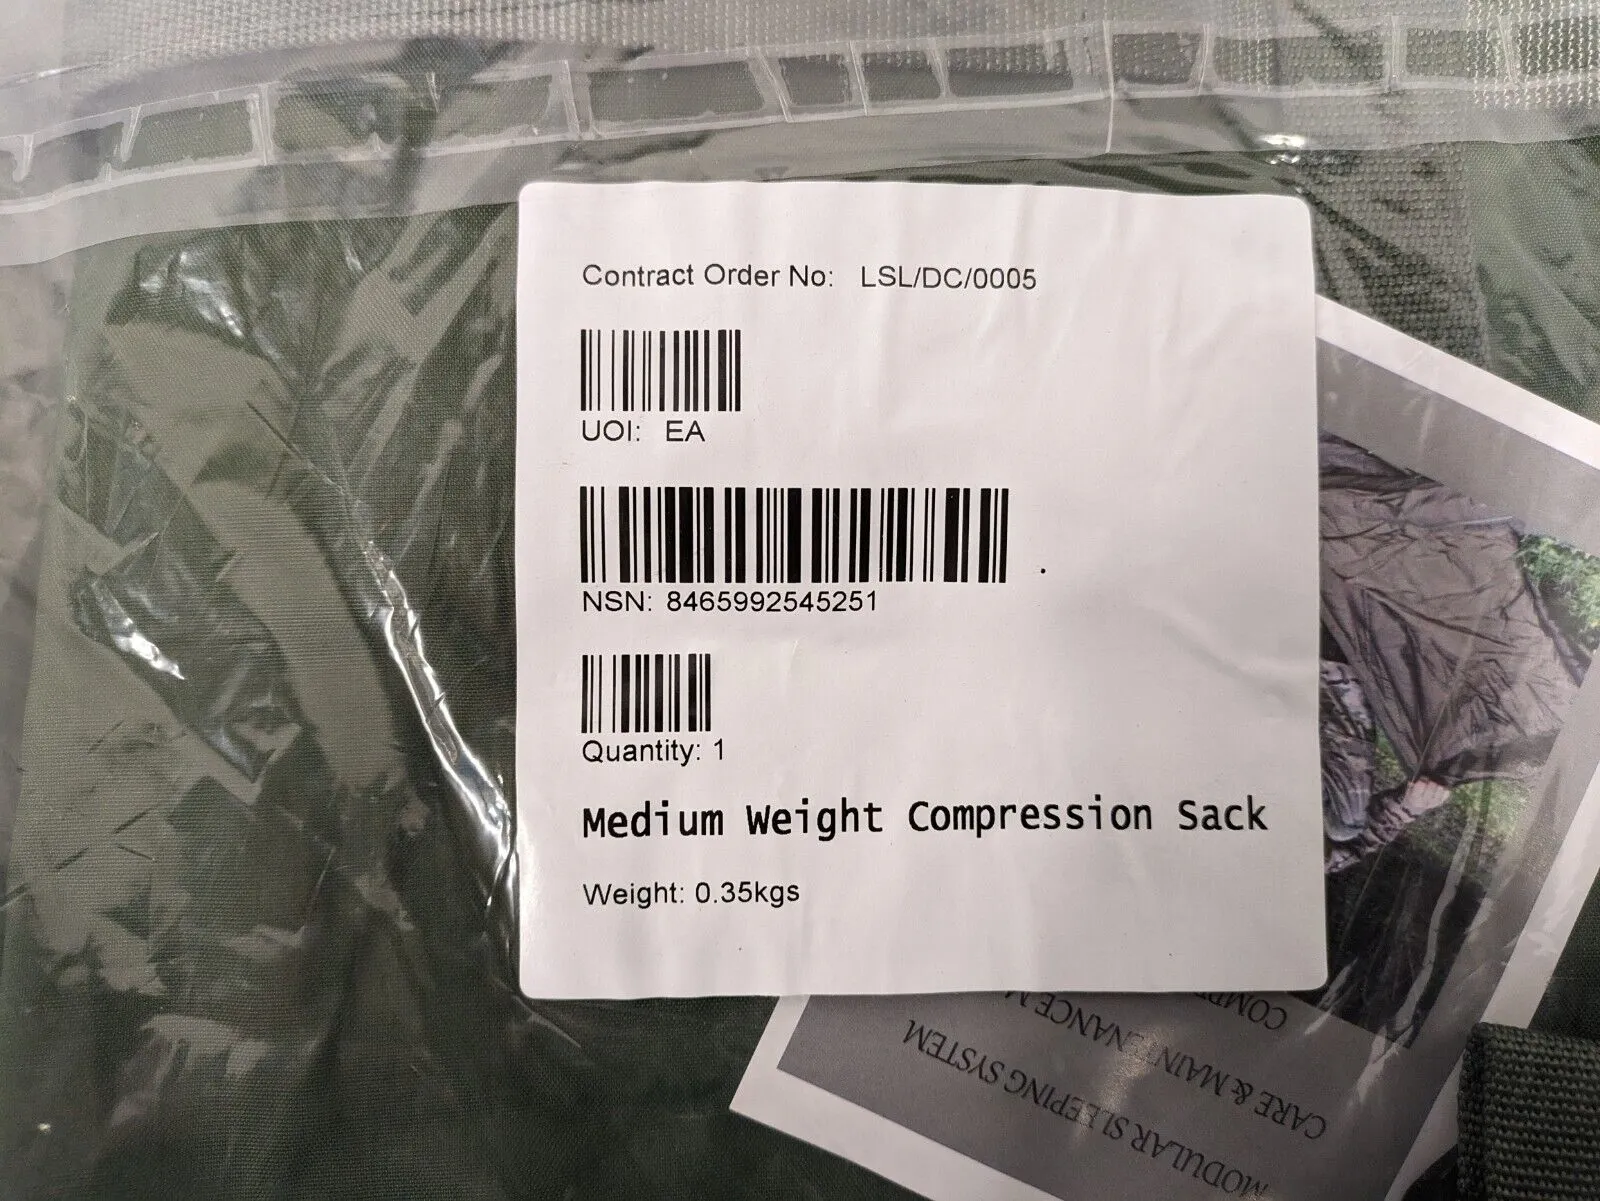 Contract Order No: LSL/DC/0005
UOI: EA
NSN: 8465992545251
Quantity: 1
Medium Weight Compression Sack
Weight: 0.35kgs
MODULAR SLEEPING SYSTEM
CARE & MAINTENANCE